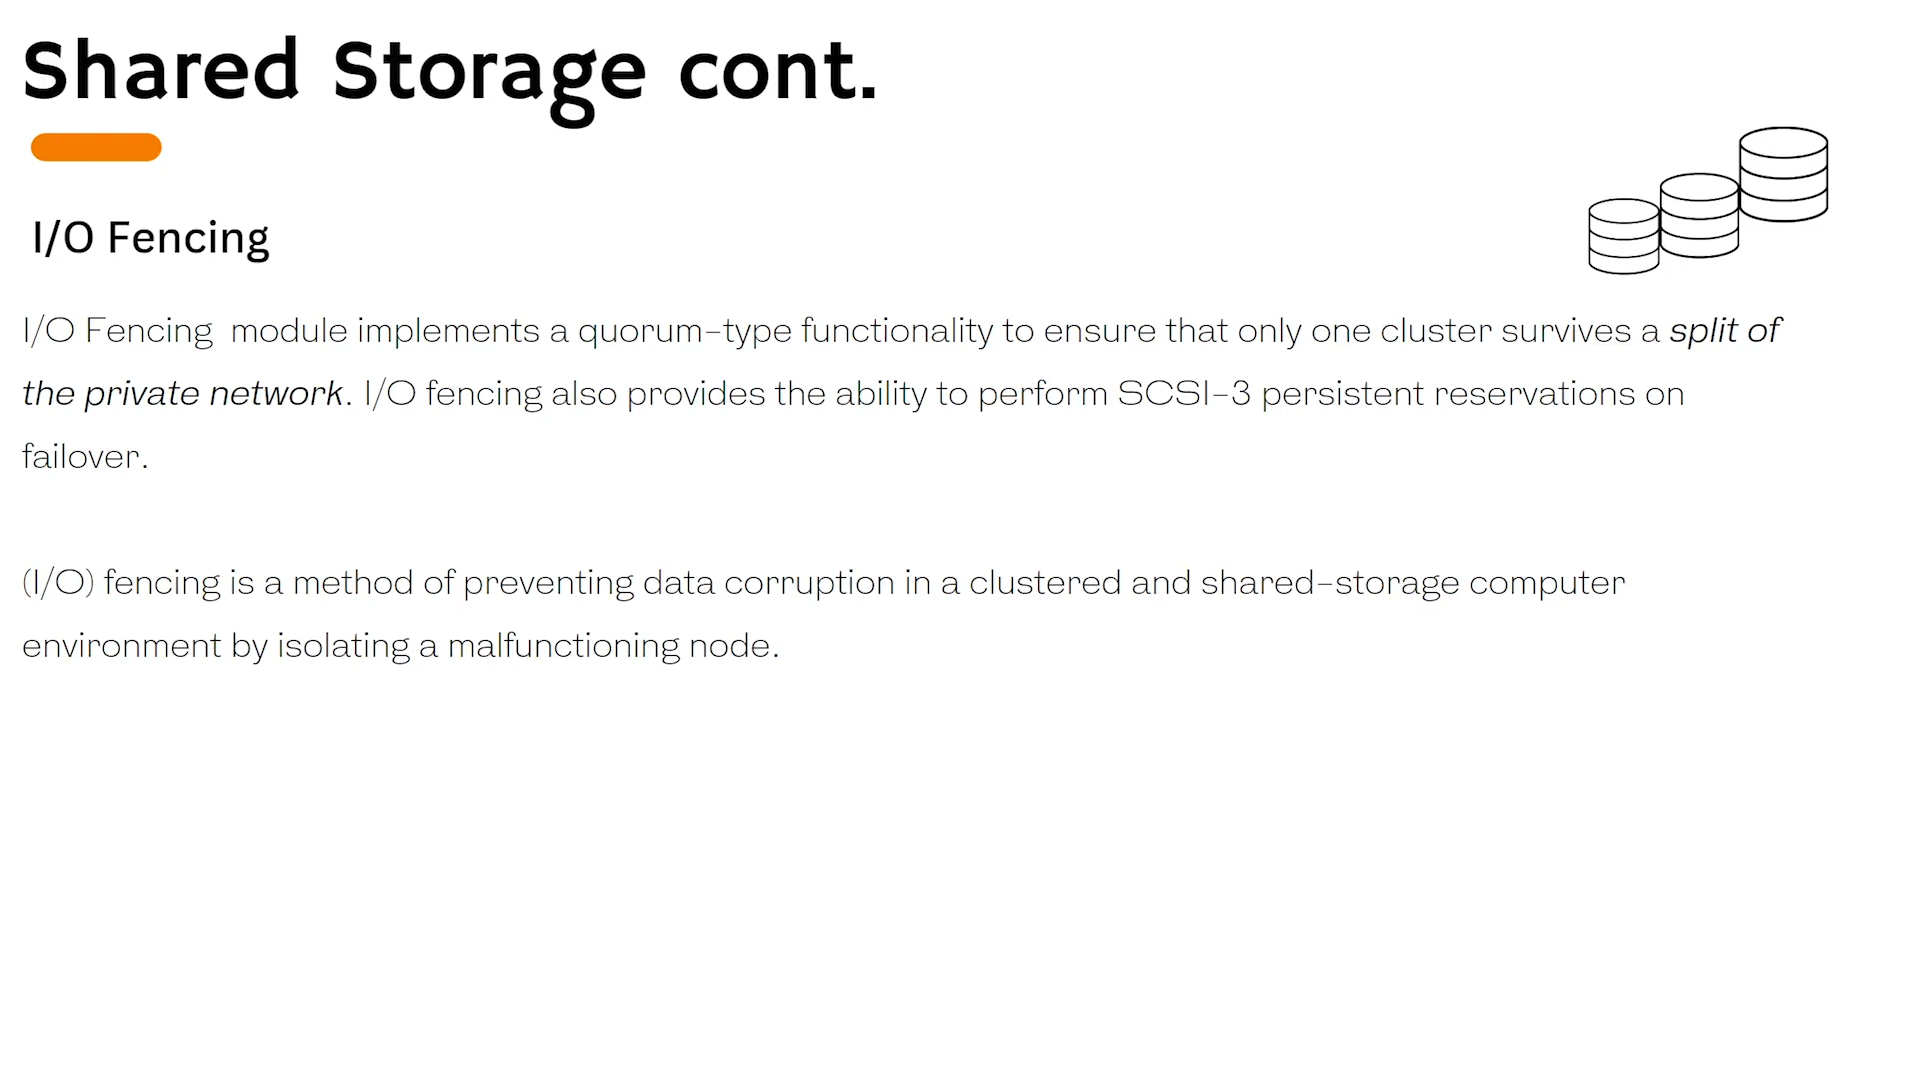 Shared Storage cont.
I/O Fencing
I/O Fencing  module implements a quorum-type functionality to ensure that only one cluster survives a split of
the private network. I/O fencing also provides the ability to perform SCSI-3 persistent reservations on
failover.
(I/O) fencing is a method of preventing data corruption in a clustered and shared-storage computer
environment by isolating a malfunctioning node.